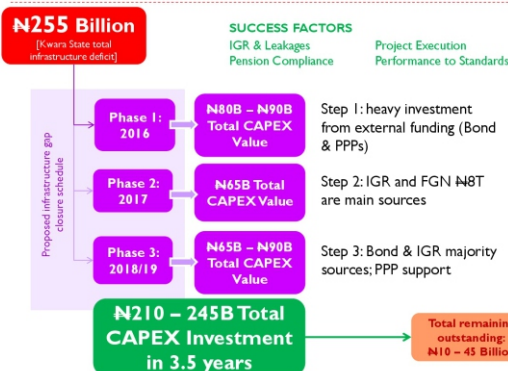 ₦255 Billion
[Kwara State total
infrastructure deficit]
SUCCESS FACTORS
IGR & Leakages
Pension Compliance
Project Execution
Performance to Standards
Proposed infrastructure gap
closure schedule
Phase 1:
2016
₦80B – ₦90B
Total CAPEX
Value
Step 1: heavy investment
from external funding (Bond
& PPPs)
Phase 2:
2017
₦65B Total
CAPEX Value
Step 2: IGR and FGN ₦8T
are main sources
Phase 3:
2018/19
₦65B – ₦90B
Total CAPEX
Value
Step 3: Bond & IGR majority
sources; PPP support
₦210 – 245B Total
CAPEX Investment
in 3.5 years
Total remaining
outstanding:
₦10 – 45 Billion